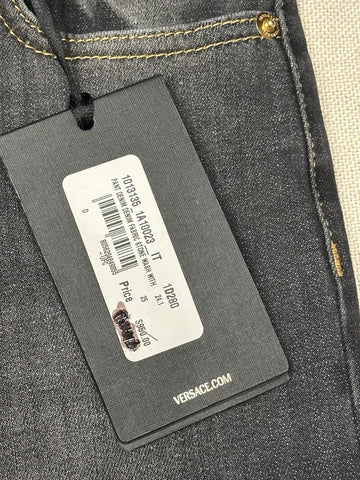 1013135 1A10023 IT
PANT DENIM DENIM FABRIC STONE WASH WITH
1D280
24.1
25
0
Price
$950.00
VERSACE.COM